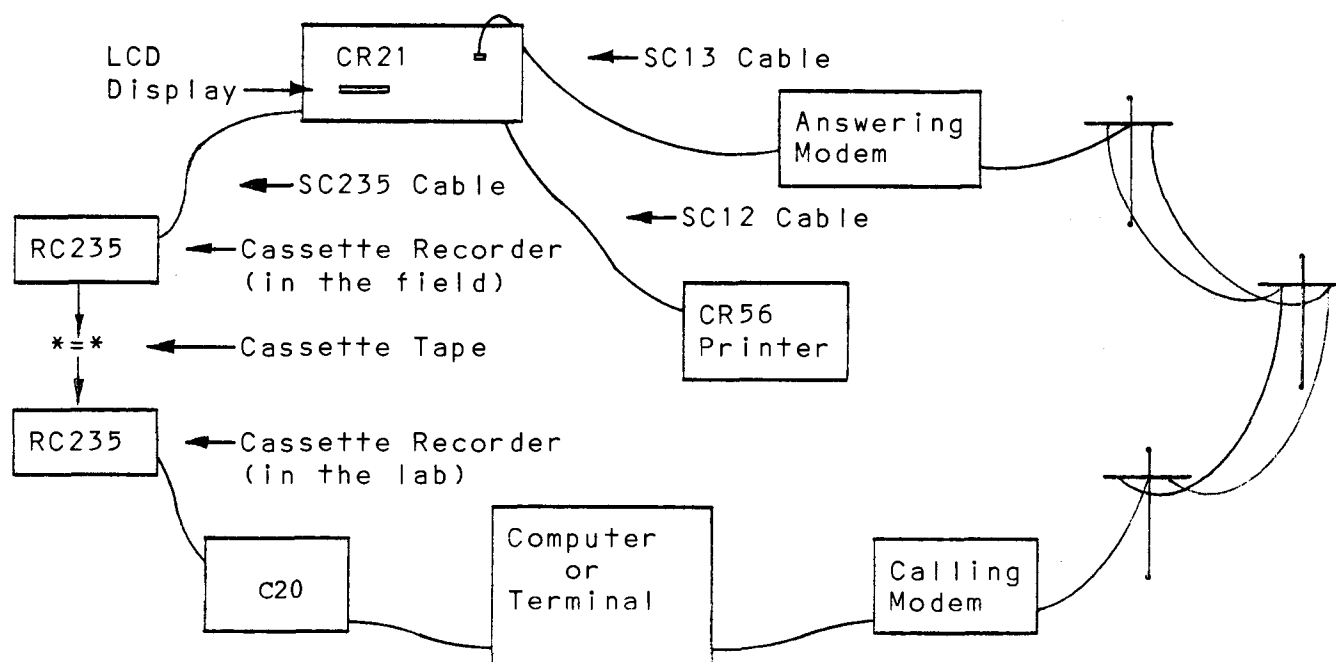 LCD
Display
CR21
SC13 Cable
Answering
Modem
SC235 Cable
SC12 Cable
RC235
Cassette Recorder
(in the field)
CR56
Printer
*=*
Cassette Tape
RC235
Cassette Recorder
(in the lab)
C20
Computer
or
Terminal
Calling
Modem